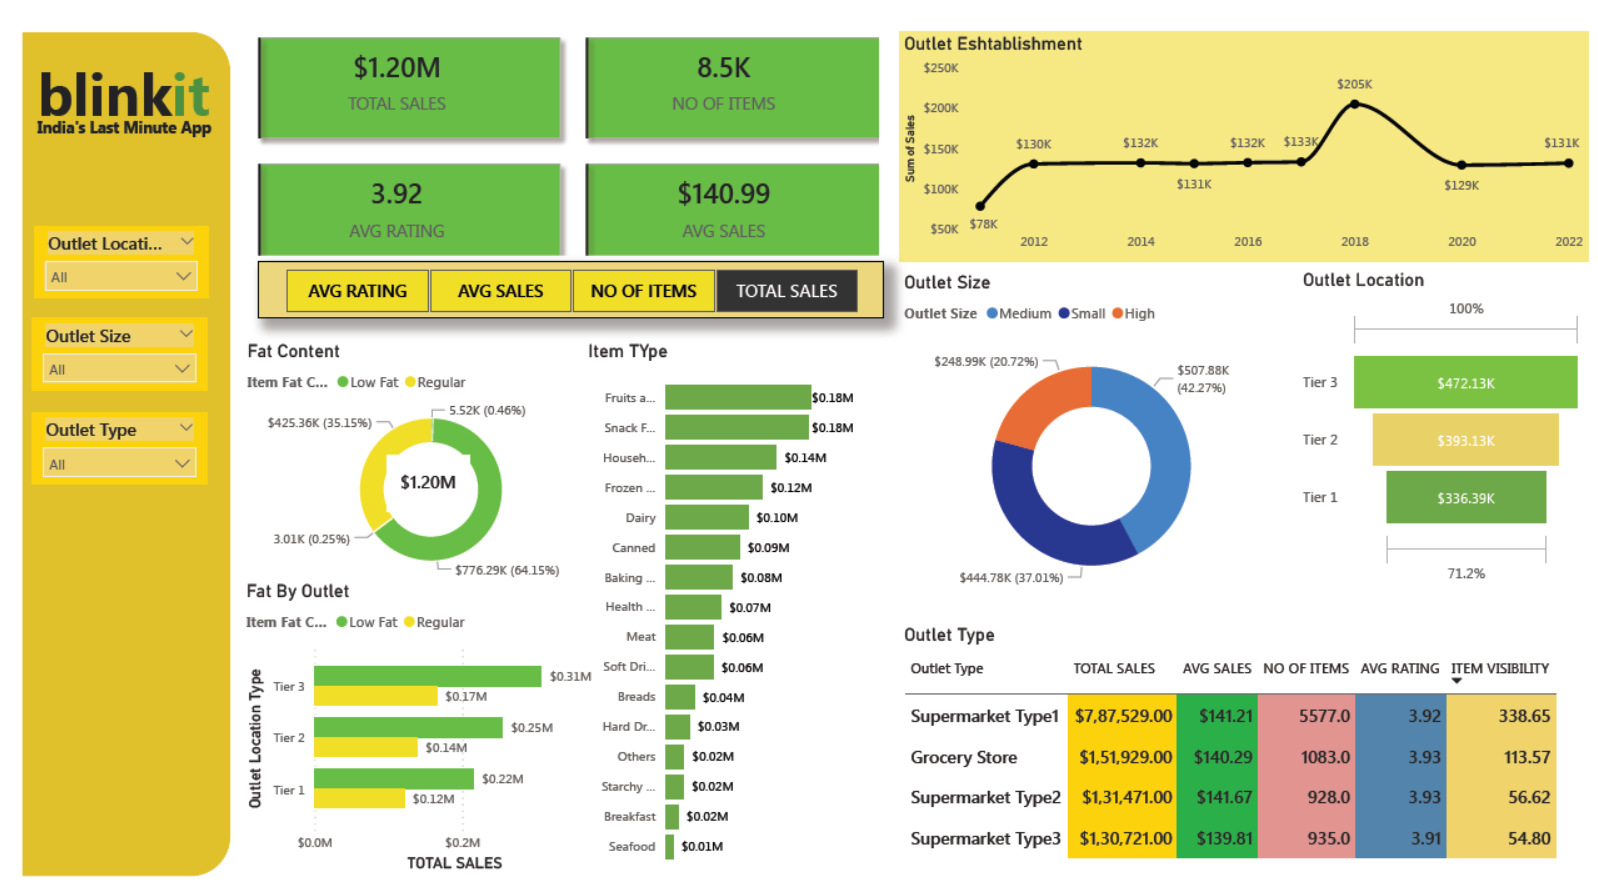 blinkit
India's Last Minute App
Outlet Locati...
All
Outlet Size
All
Outlet Type
All
$1.20M
TOTAL SALES
8.5K
NO OF ITEMS
3.92
AVG RATING
$140.99
AVG SALES
AVG RATING
AVG SALES
NO OF ITEMS
TOTAL SALES
Outlet Eshtablishment
Sum of Sales
$250K
$200K
$150K
$100K
$50K
$78K
$130K
$132K
$131K
$132K
$133K
$205K
$129K
$131K
2012
2014
2016
2018
2020
2022
Fat Content
Item Fat C...
Low Fat
Regular
5.52K (0.46%)
$425.36K (35.15%)
$1.20M
3.01K (0.25%)
$776.29K (64.15%)
Fat By Outlet
Item Fat C...
Low Fat
Regular
Outlet Location Type
Tier 3
$0.31M
$0.17M
Tier 2
$0.25M
$0.14M
Tier 1
$0.22M
$0.12M
$0.0M
$0.2M
TOTAL SALES
Item TYpe
Fruits a... $0.18M
Snack F... $0.18M
Househ... $0.14M
Frozen ... $0.12M
Dairy $0.10M
Canned $0.09M
Baking ... $0.08M
Health ... $0.07M
Meat $0.06M
Soft Dri... $0.06M
Breads $0.04M
Hard Dr... $0.03M
Others $0.02M
Starchy ... $0.02M
Breakfast $0.02M
Seafood $0.01M
Outlet Size
Outlet Size Medium Small High
$248.99K (20.72%)
$507.88K
(42.27%)
$444.78K (37.01%)
Outlet Location
100%
Tier 3 $472.13K
Tier 2 $393.13K
Tier 1 $336.39K
71.2%
Outlet Type
Outlet Type TOTAL SALES AVG SALES NO OF ITEMS AVG RATING ITEM VISIBILITY
Supermarket Type1 $7,87,529.00 $141.21 5577.0 3.92 338.65
Grocery Store $1,51,929.00 $140.29 1083.0 3.93 113.57
Supermarket Type2 $1,31,471.00 $141.67 928.0 3.93 56.62
Supermarket Type3 $1,30,721.00 $139.81 935.0 3.91 54.80